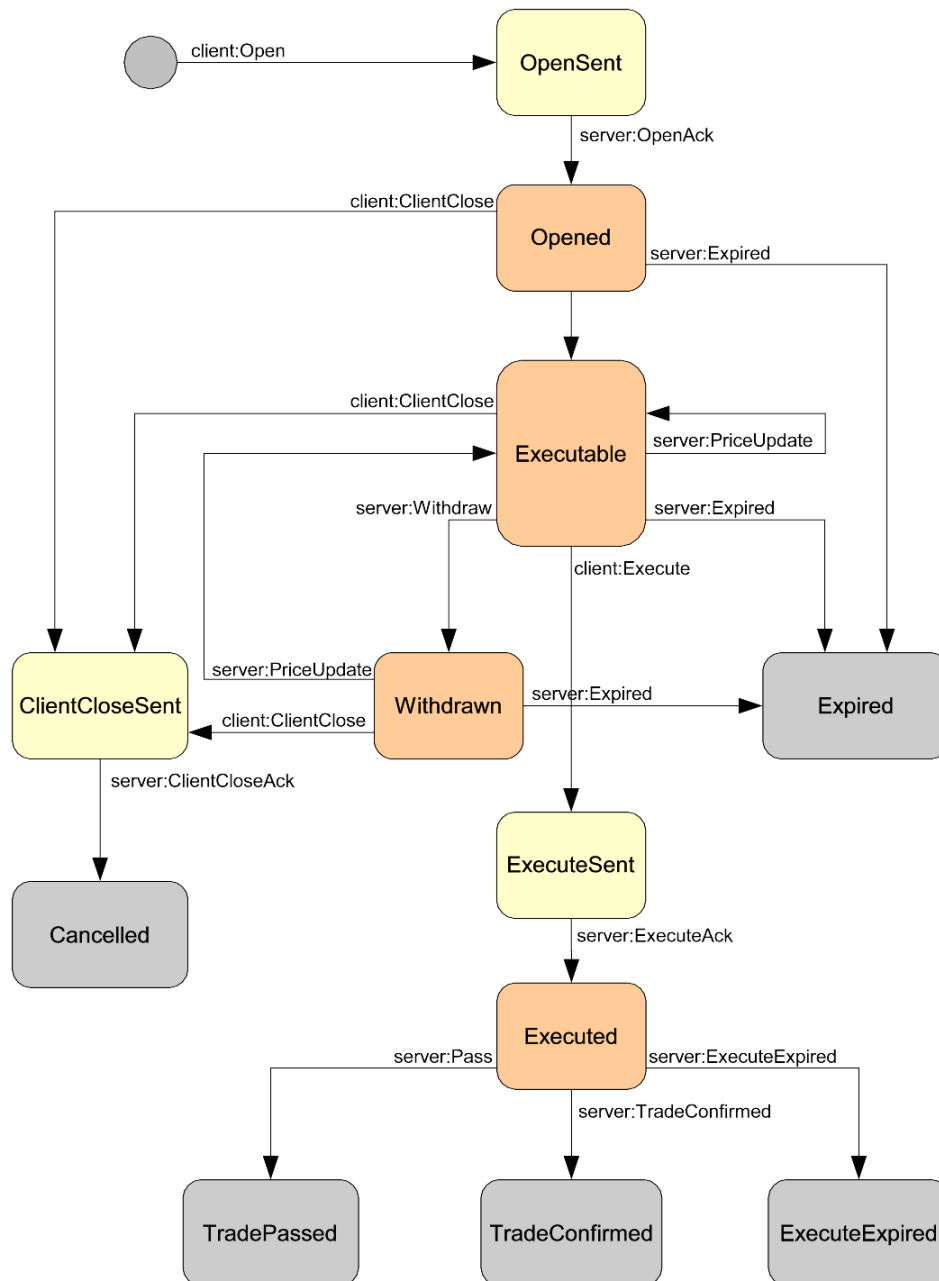 client:Open
OpenSent
server:OpenAck
client:ClientClose
Opened
server:Expired
client:ClientClose
server:PriceUpdate
Executable
server:Withdraw
server:Expired
client:Execute
server:PriceUpdate
ClientCloseSent
Withdrawn
server:Expired
Expired
client:ClientClose
server:ClientCloseAck
ExecuteSent
Cancelled
server:ExecuteAck
Executed
server:Pass
server:ExecuteExpired
server:TradeConfirmed
TradePassed
TradeConfirmed
ExecuteExpired